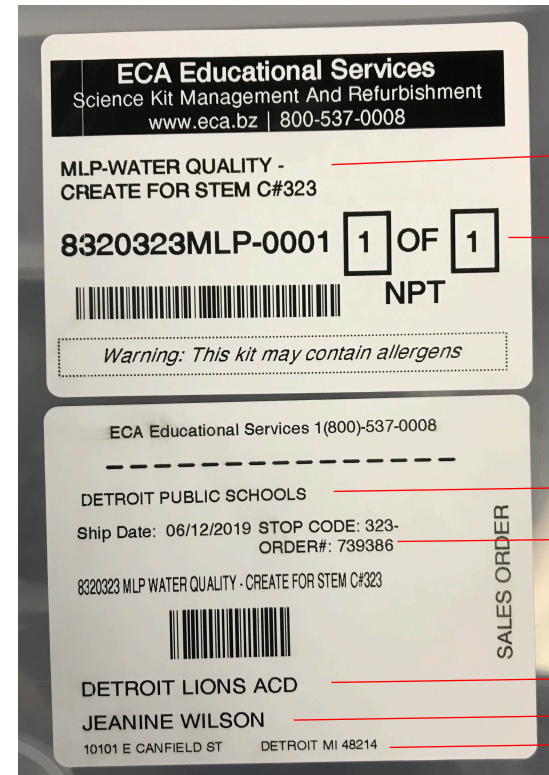 ECA Educational Services
Science Kit Management And Refurbishment
www.eca.bz | 800-537-0008
MLP-WATER QUALITY -
CREATE FOR STEM C#323
8320323MLP-0001 1 OF 1
NPT
Warning: This kit may contain allergens
ECA Educational Services 1(800)-537-0008
DETROIT PUBLIC SCHOOLS
Ship Date: 06/12/2019 STOP CODE: 323-
ORDER#: 739386
SALES ORDER
8320323 MLP WATER QUALITY - CREATE FOR STEM C#323
DETROIT LIONS ACD
JEANINE WILSON
10101 E CANFIELD ST DETROIT MI 48214